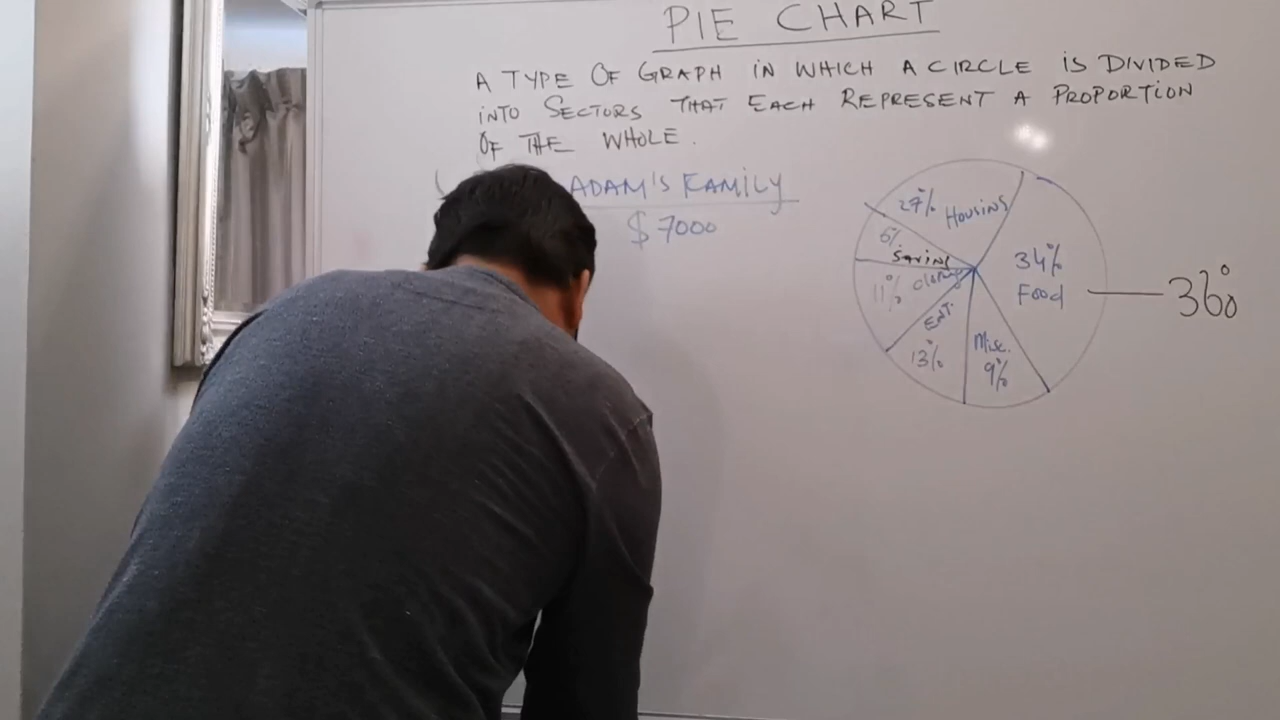 PIE CHART
A TYPE OF GRAPH IN WHICH A CIRCLE IS DIVIDED
INTO SECTORS THAT EACH REPRESENT A PROPORTION
OF THE WHOLE.
ADAM'S FAMILY
$ 7000
27% HOUSING
6%
SAVING
11%
ENT.
13%
Misc.
9%
34%
Food
360°